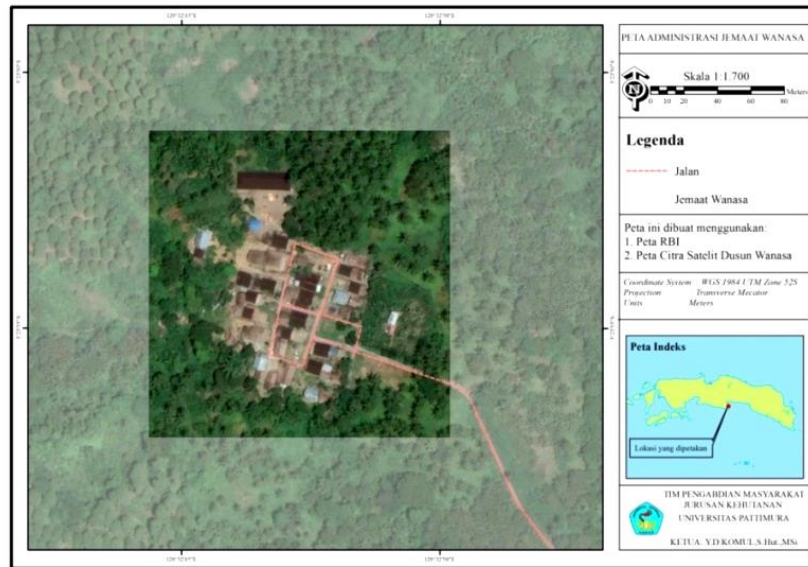 PETA ADMINISTRASI JEMAAT WANASA
Skala 1:1.700
Meters
0 10 20 40 60 80
Legenda
Jalan
Jemaat Wanasa
Peta ini dibuat menggunakan:
1. Peta RBI
2. Peta Citra Satelit Dusun Wanasa
Coordinate System WGS 1984 UTM Zone 52S
Projection Transverse Mecator
Units Meters
Peta Indeks
Lokasi yang dipetakan
TIM PENGABDIAN MASYARAKAT
JURUSAN KEHUTANAN
UNIVERSITAS PATTIMURA
KETUA. Y.D KOMUL,S.Hut.,MSi